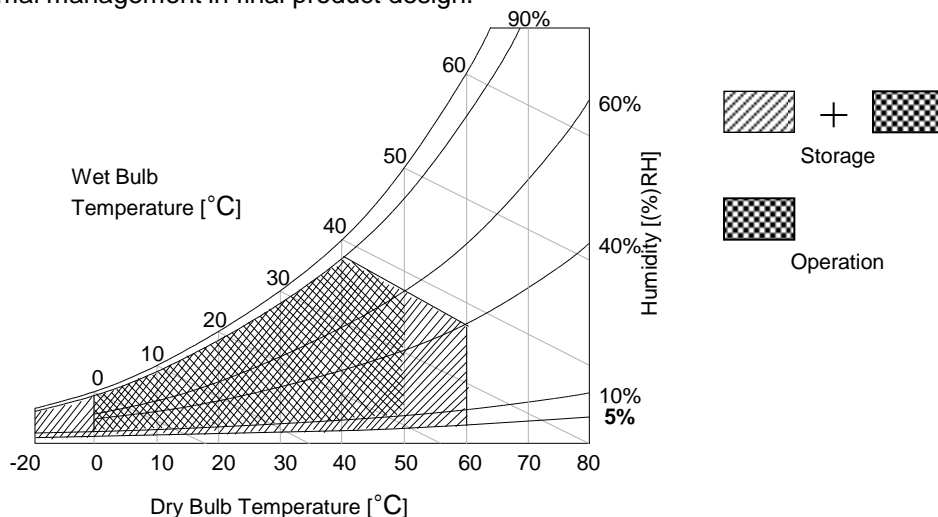 rmal management in final product design.
90%
60
60%
50
Wet Bulb
Temperature [°C]
40
40%
30
20
10
0
10%
5%
Humidity [(%)RH]
-20 0 10 20 30 40 50 60 70 80
Dry Bulb Temperature [°C]
+
Storage
Operation